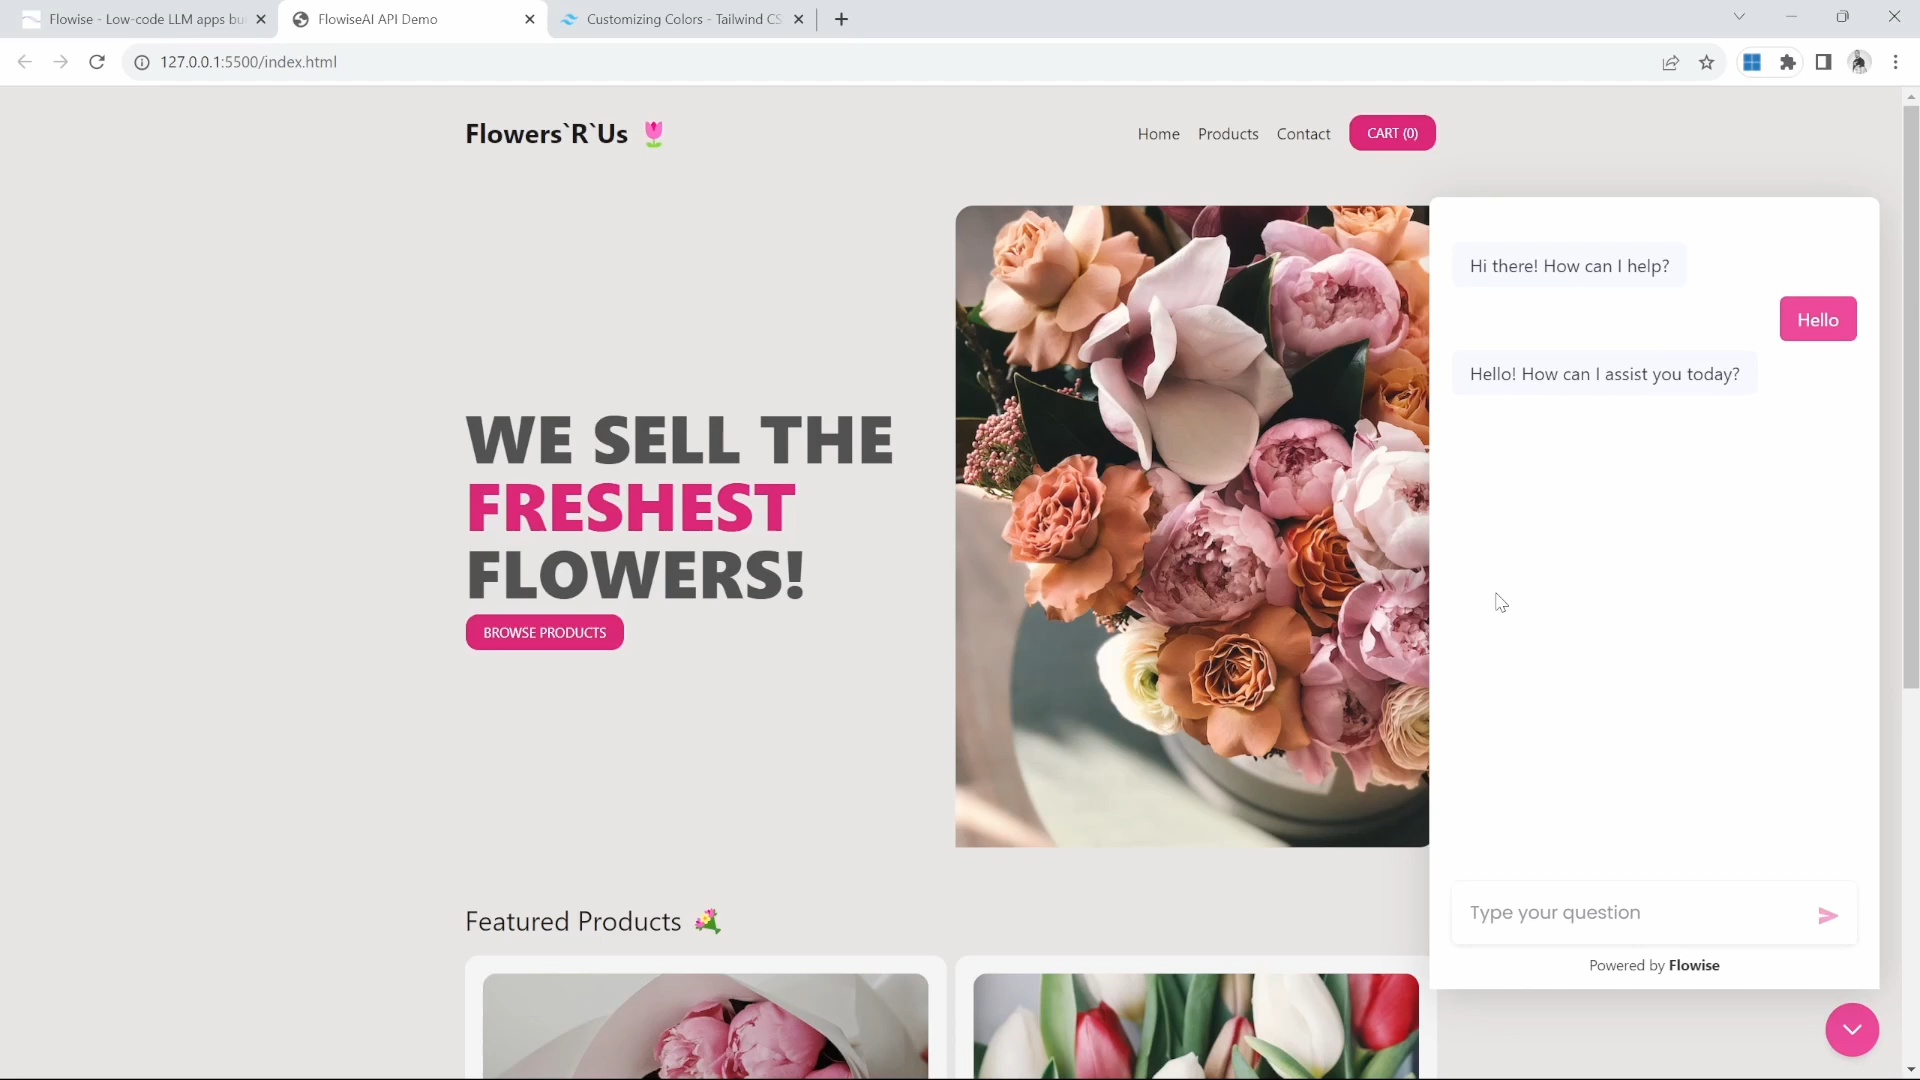 Flowise - Low-code LLM apps bu
FlowiseAI API Demo
Customizing Colors - Tailwind CS
127.0.0.1:5500/index.html
Flowers`R`Us
Home
Products
Contact
CART (0)
WE SELL THE
FRESHEST
FLOWERS!
BROWSE PRODUCTS
Hi there! How can I help?
Hello
Hello! How can I assist you today?
Type your question
Powered by Flowise
Featured Products